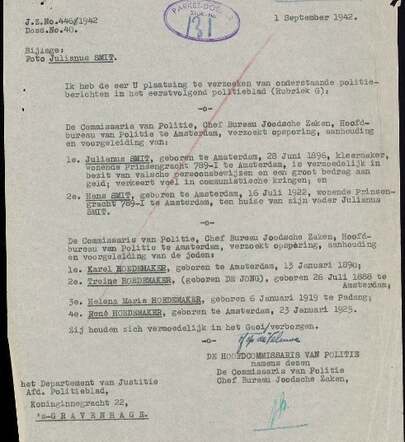 J.Z.No.446/1942
Doss.No.40.
PARKET-DOSS.
131
1 September 1942.
Bijlage:
Foto Julianus SMIT.
Ik heb de eer U plaatsing te verzoeken van onderstaande politie-
berichten in het eerstvolgend politieblad (Rubriek G):
-o-
De Commissaris van Politie, Chef Bureau Joodsche Zaken, Hoofd-
bureau van Politie te Amsterdam, verzoekt opsporing, aanhouding
en voorgeleiding van:
1e. Julianus SMIT, geboren te Amsterdam, 28 Juni 1896, kleermaker,
wonende Prinsengracht 789-I te Amsterdam, is vermoedelijk in
bezit van valsche persoonsbewijzen en een groot bedrag aan
geld; verkeert veel in communistische kringen; en
2e. Hans SMIT, geboren te Amsterdam, 16 Juli 1922, wonende Prinsen-
gracht 789-I te Amsterdam, ten huize van zijn vader Julianus
SMIT.
-o-
De Commissaris van Politie, Chef Bureau Joodsche Zaken, Hoofd-
bureau van Politie te Amsterdam, verzoekt opsporing, aanhouding
en voorgeleiding van de joden:
1e. Karel ROEDEMAKER, geboren te Amsterdam, 13 Januari 1890;
2e. ROEDEMAKER, (geboren DE JONG), geboren 28 Juli 1888 te
Amsterdam;
3e. Helena Maria HOEDEMAKER, geboren 6 Januari 1919 te Padang;
4e. René HOEDEMAKER, geboren te Amsterdam, 23 Januari 1925.
Zij houden zich vermoedelijk in het Gooi verborgen.
DE HOOFDCOMMISSARIS VAN POLITIE
namens dezen
De Commissaris van Politie
Chef Bureau Joodsche Zaken,
het Departement van Justitie
Afd. Politieblad,
Koninginnegracht 22,
's-GRAVENHAGE.